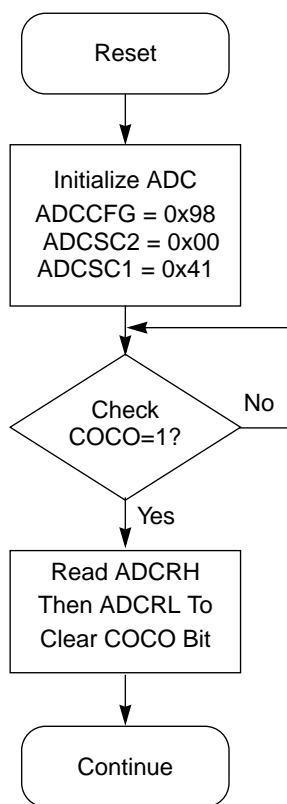 Reset
Initialize ADC
ADCCFG = 0x98
ADCSC2 = 0x00
ADCSC1 = 0x41
Check
COCO=1?
No
Yes
Read ADCRH
Then ADCRL To
Clear COCO Bit
Continue